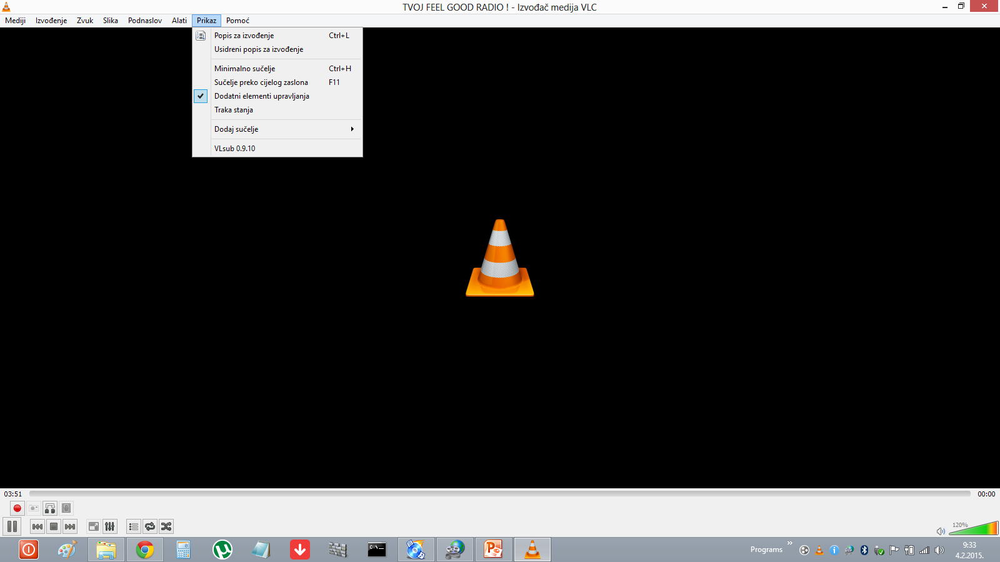 TVOJ FEEL GOOD RADIO ! - Izvođač medija VLC
Mediji Izvođenje Zvuk Slika Podnaslov Alati Prikaz Pomoć
Popis za izvođenje Ctrl+L
Usidreni popis za izvođenje
Minimalno sučelje Ctrl+H
Sučelje preko cijelog zaslona F11
Dodatni elementi upravljanja
Traka stanja
Dodaj sučelje
VLsub 0.9.10
03:51 00:00
120%
Programs
9:33
4.2.2015.